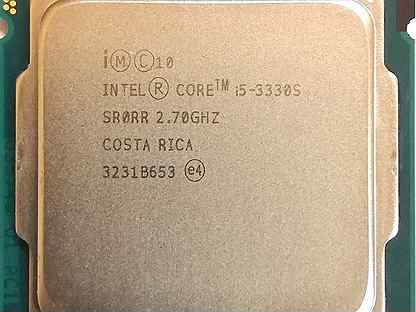 i Ⓜ Ⓒ 10
INTEL® CORE™ i5-3330S
SR0RR 2.70GHZ
COSTA RICA
3231B653 ⓔ4